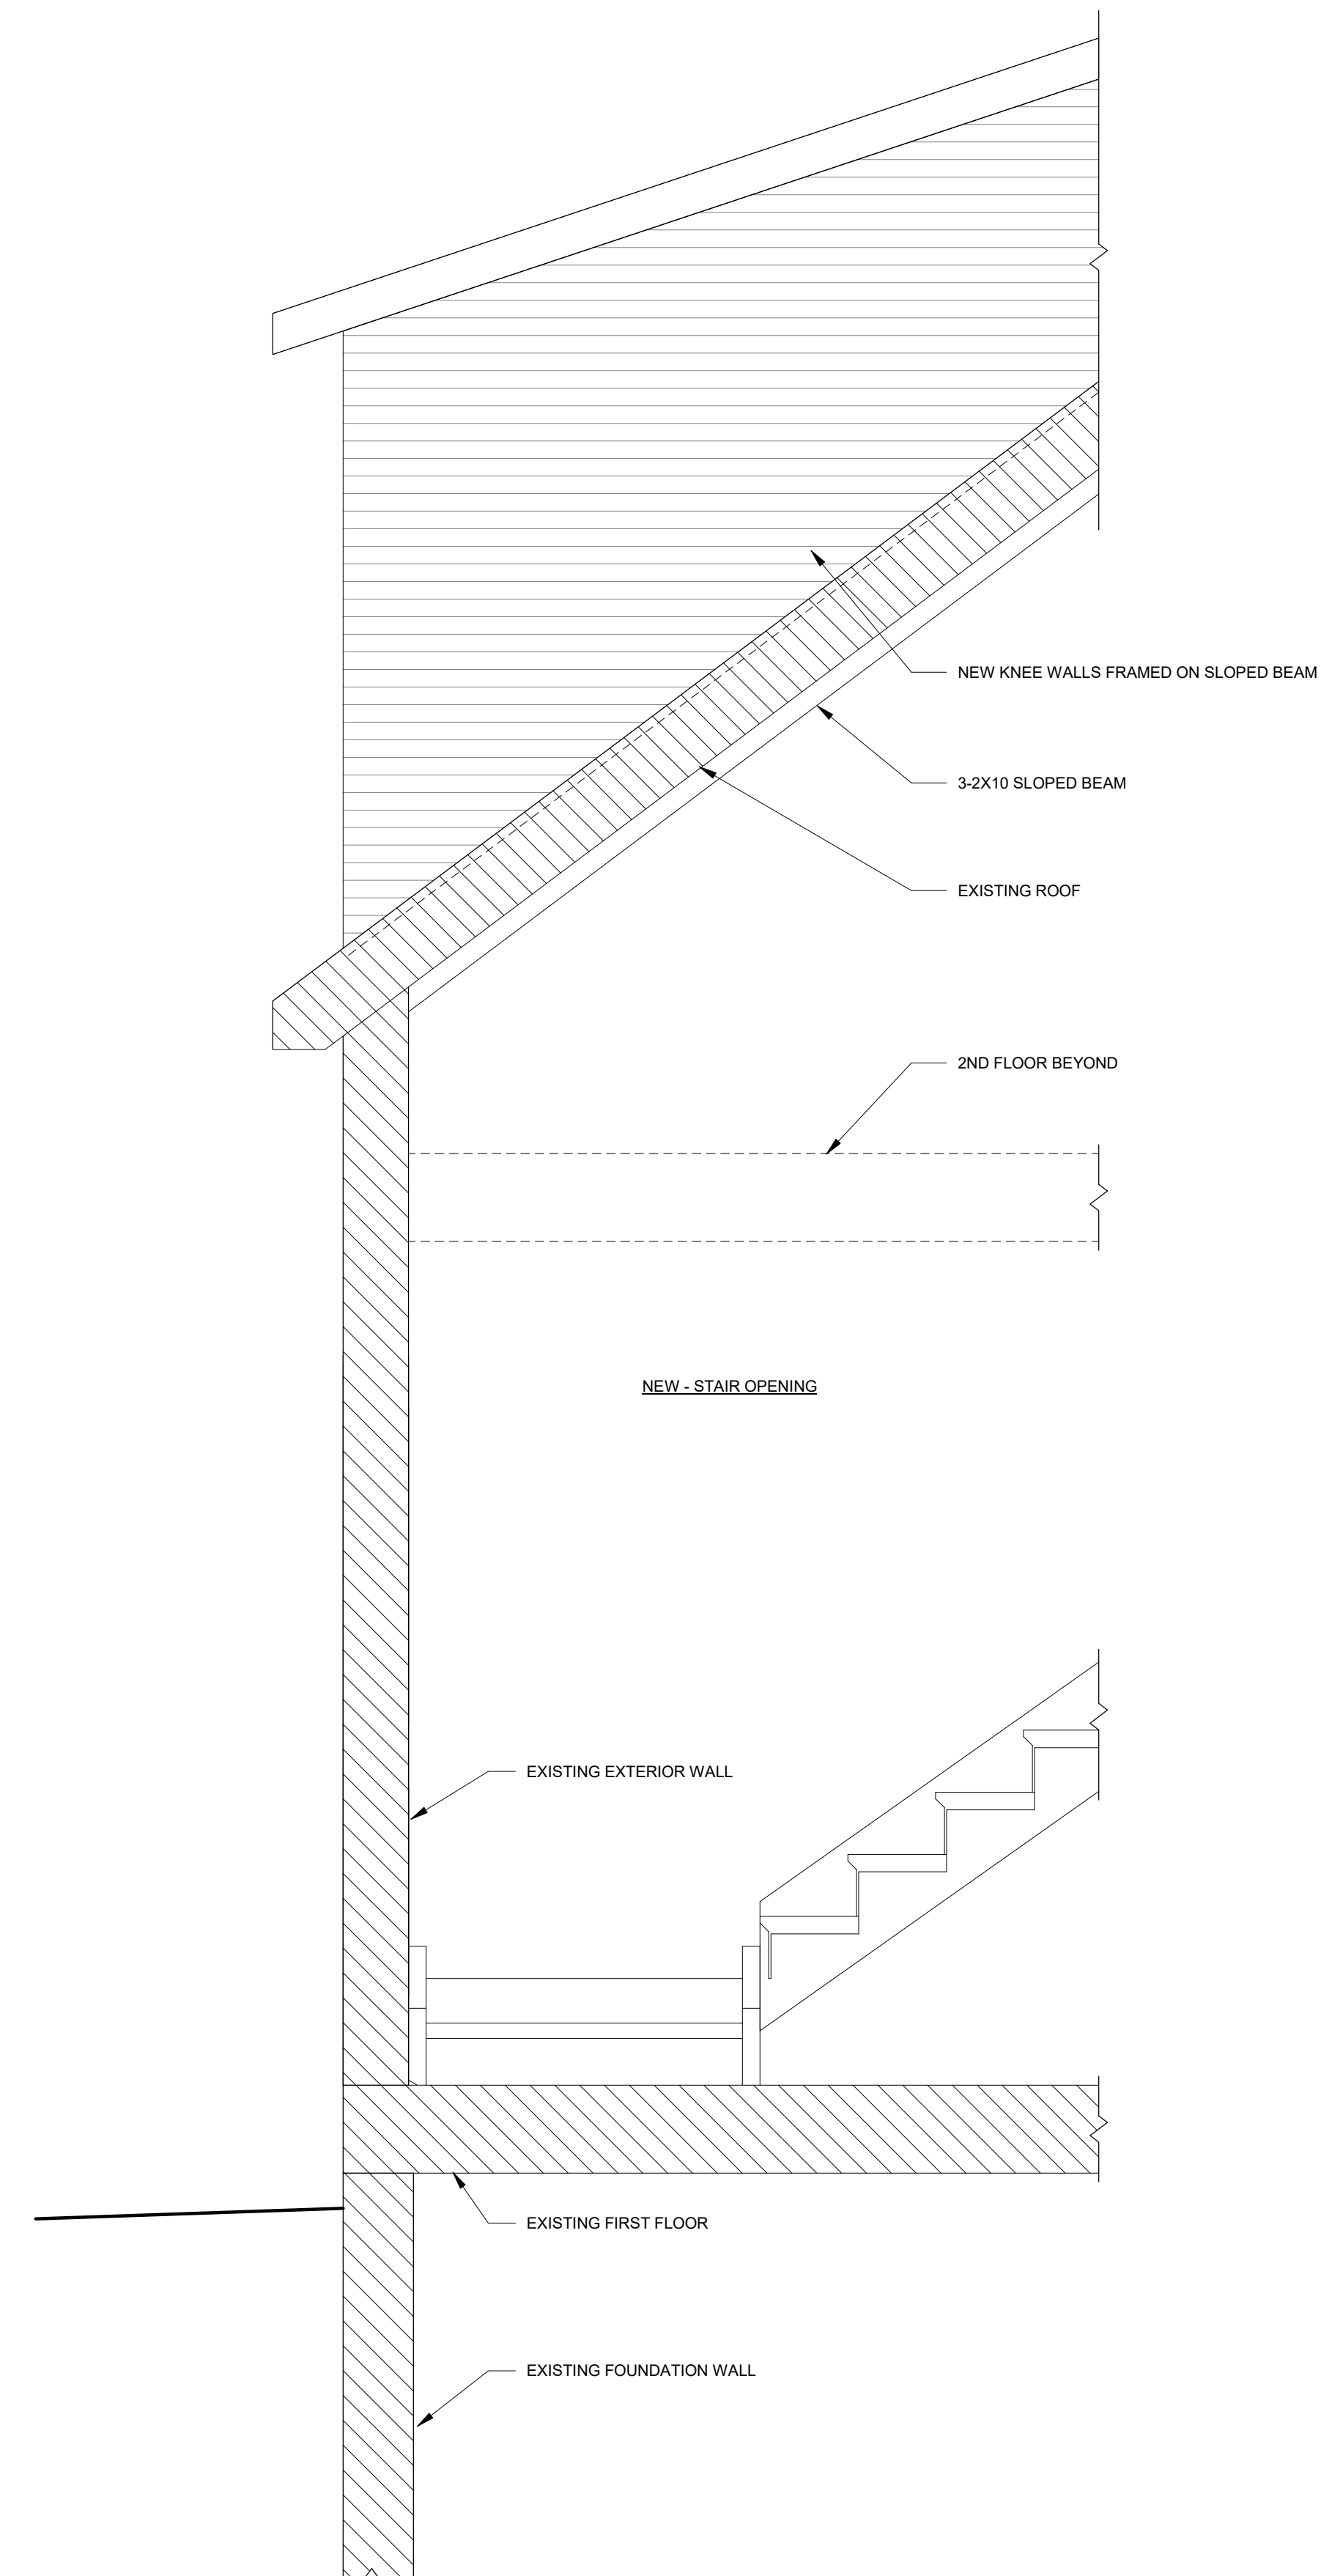 NEW KNEE WALLS FRAMED ON SLOPED BEAM
3-2X10 SLOPED BEAM
EXISTING ROOF
2ND FLOOR BEYOND
NEW - STAIR OPENING
EXISTING EXTERIOR WALL
EXISTING FIRST FLOOR
EXISTING FOUNDATION WALL